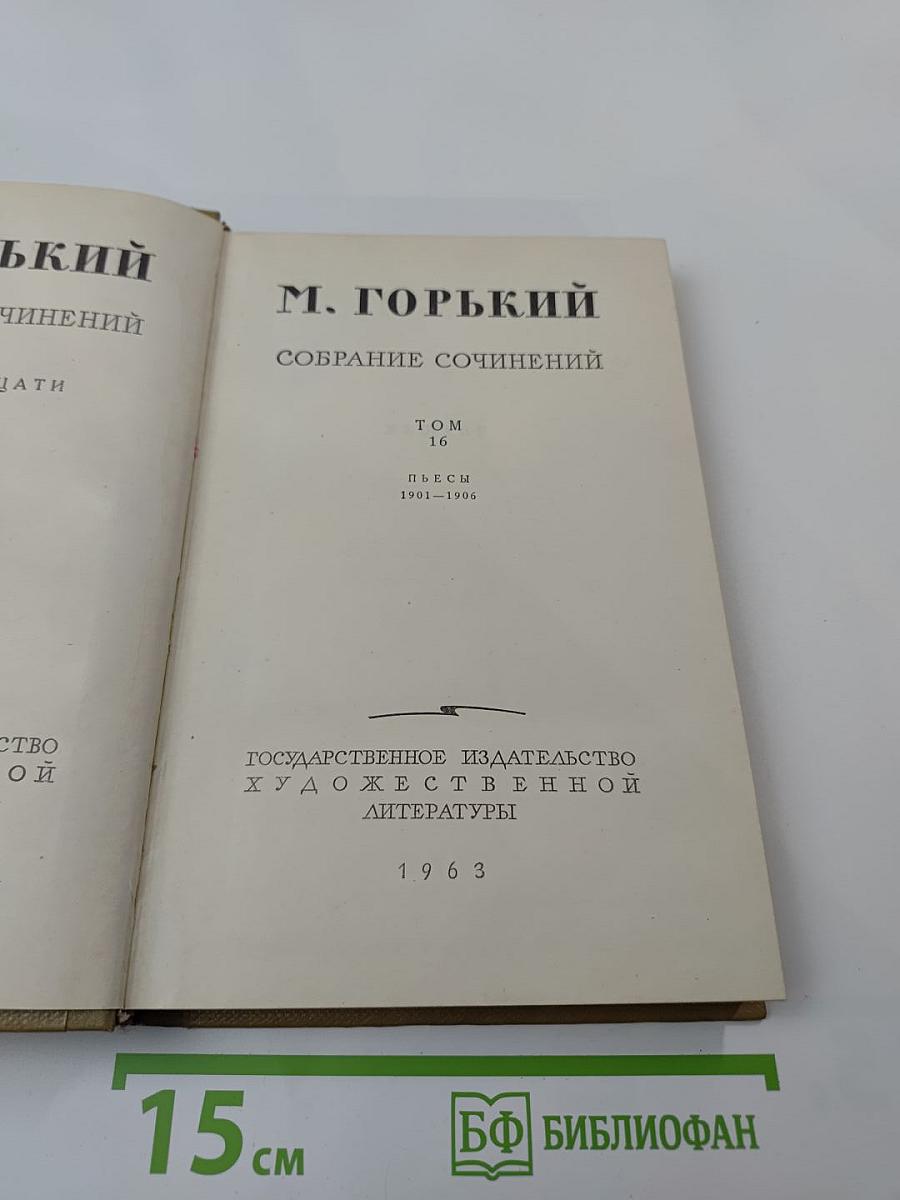 ЬКИЙ
ЧИНЕНИЙ
ЦАТИ
СТВО
ОЙ
М. ГОРЬКИЙ
СОБРАНИЕ СОЧИНЕНИЙ
ТОМ
16
ПЬЕСЫ
1901—1906
ГОСУДАРСТВЕННОЕ ИЗДАТЕЛЬСТВО
ХУДОЖЕСТВЕННОЙ
ЛИТЕРАТУРЫ
1963
15 см
БФ БИБЛИОФАН